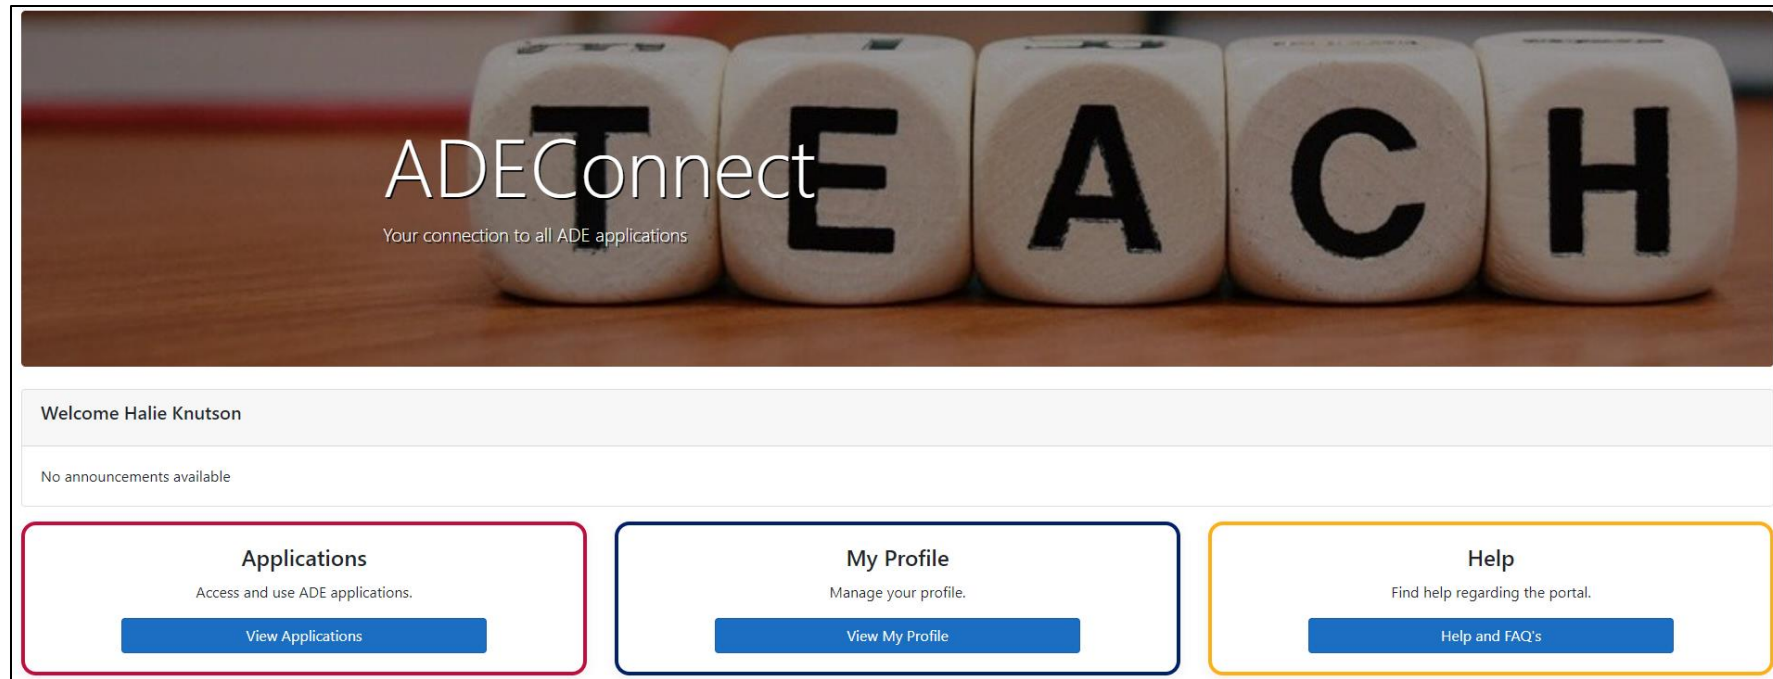 TEACH
ADEConnect
Your connection to all ADE applications
Welcome Halie Knutson
No announcements available
Applications
Access and use ADE applications.
View Applications
My Profile
Manage your profile.
View My Profile
Help
Find help regarding the portal.
Help and FAQ's